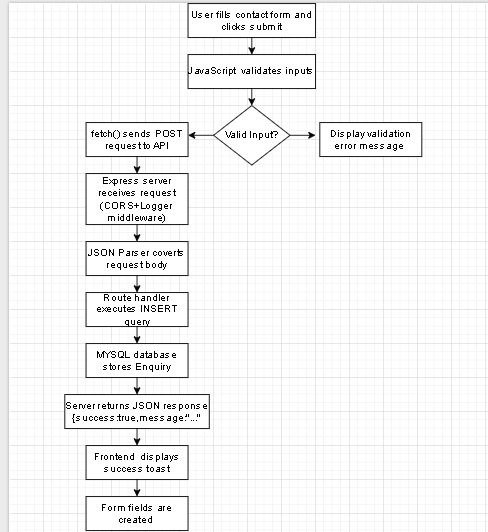 User fills contact form and
clicks submit
JavaScript validates inputs
Valid Input?
fetch() sends POST
request to API
Display validation
error message
Express server
receives request
(CORS+Logger
middleware)
JSON Parser coverts
request body
Route handler
executes INSERT
query
MYSQL database
stores Enquiry
Server returns JSON response
{success:true,message:"..."
Frontend displays
success toast
Form fields are
created